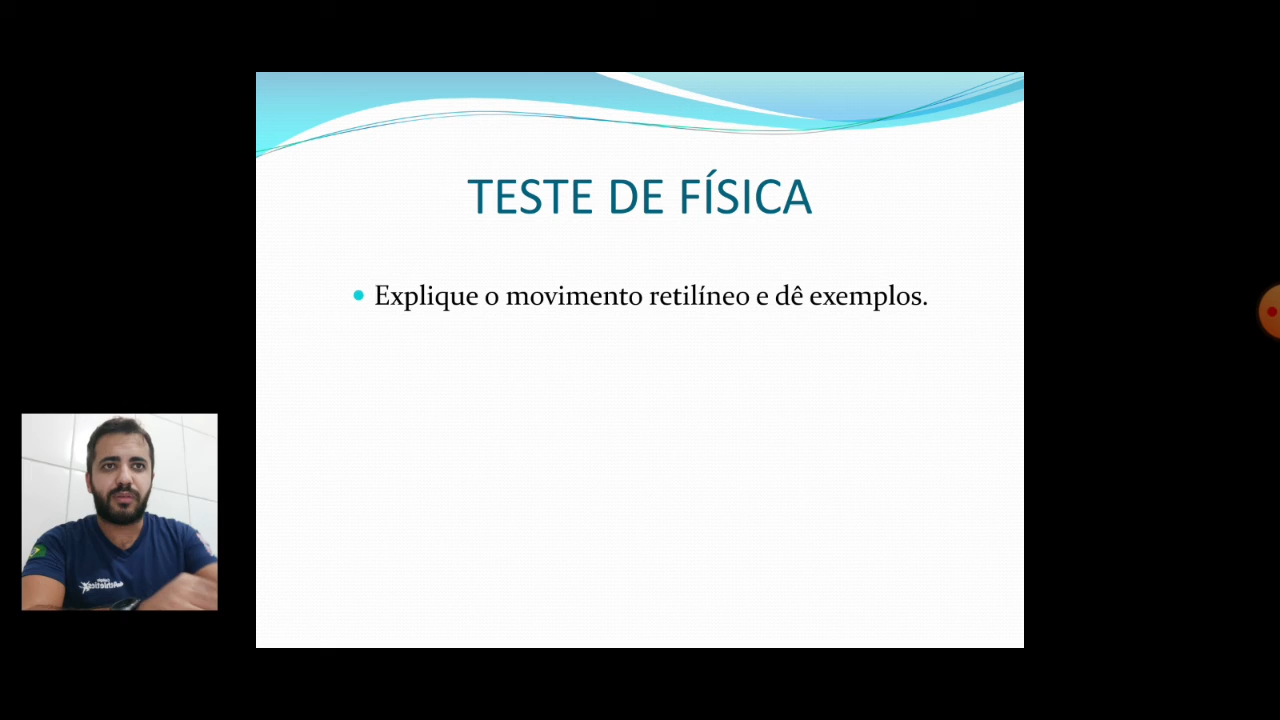 TESTE DE FÍSICA
Explique o movimento retilíneo e dê exemplos.